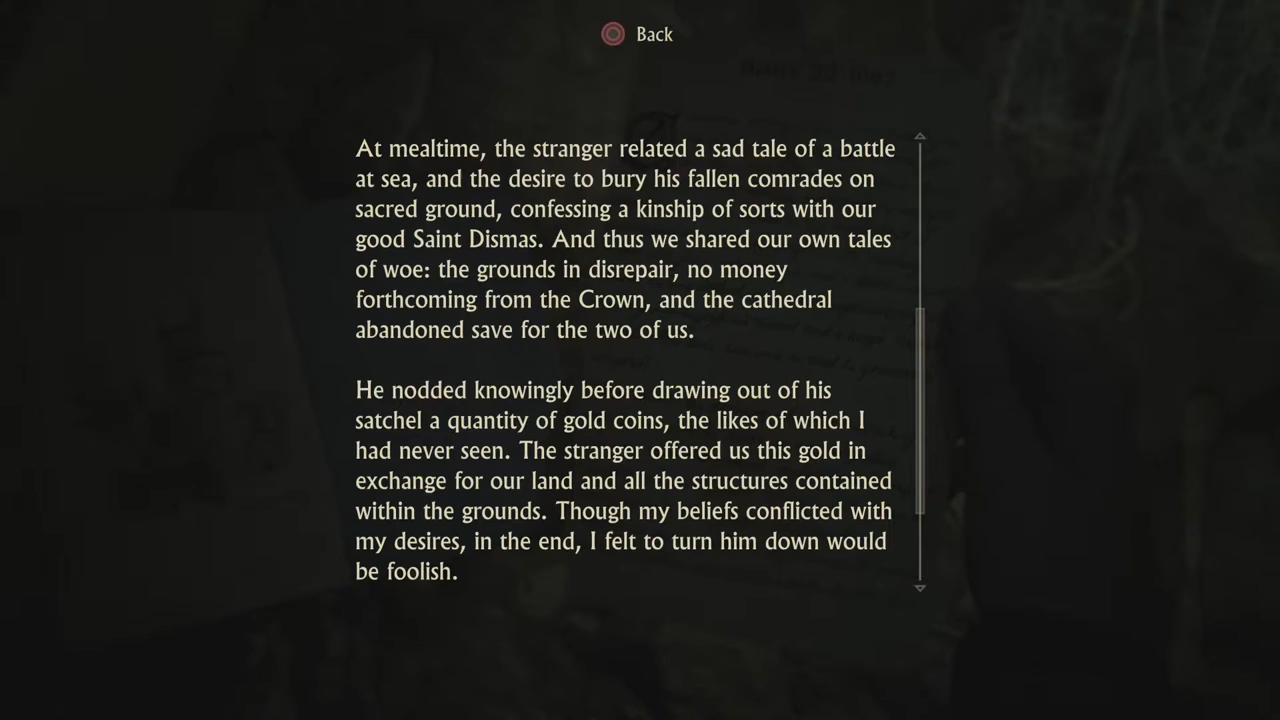 Back
At mealtime, the stranger related a sad tale of a battle
at sea, and the desire to bury his fallen comrades on
sacred ground, confessing a kinship of sorts with our
good Saint Dismas. And thus we shared our own tales
of woe: the grounds in disrepair, no money
forthcoming from the Crown, and the cathedral
abandoned save for the two of us.
He nodded knowingly before drawing out of his
satchel a quantity of gold coins, the likes of which I
had never seen. The stranger offered us this gold in
exchange for our land and all the structures contained
within the grounds. Though my beliefs conflicted with
my desires, in the end, I felt to turn him down would
be foolish.